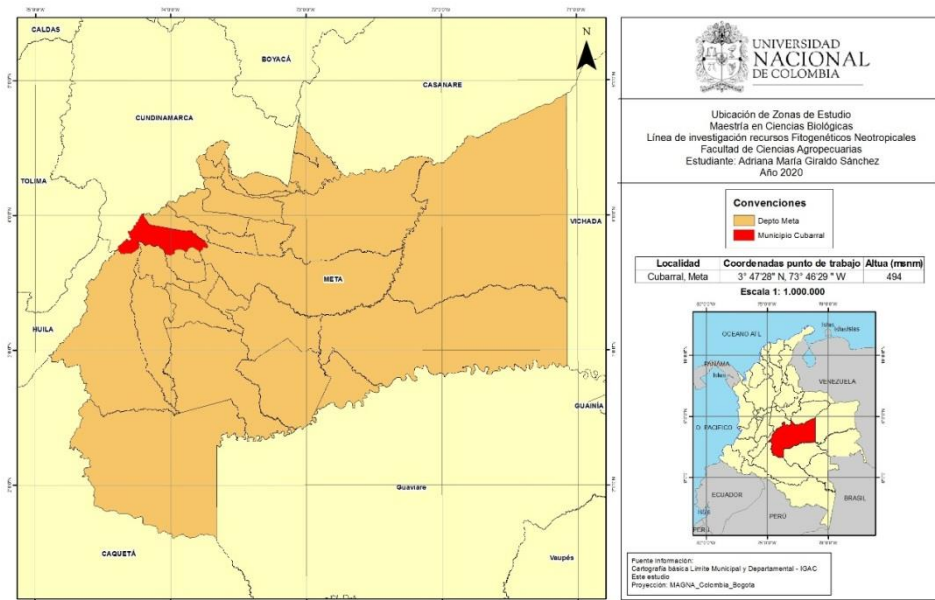 CALDAS
BOYACÁ
CASANARE
CUNDINAMARCA
TOLIMA
VICHADA
META
HUILA
GUAINÍA
Guaviare
CAQUETÁ
Vaupés
N
UNIVERSIDAD
NACIONAL
DE COLOMBIA
Ubicación de Zonas de Estudio
Maestría en Ciencias Biológicas
Línea de investigación recursos Fitogenéticos Neotropicales
Facultad de Ciencias Agropecuarias
Estudiante: Adriana María Giraldo Sánchez
Año 2020
Convenciones
Depto Meta
Municipio Cubarral
Localidad Coordenadas punto de trabajo Altua (msnm)
Cubarral, Meta 3° 47'28" N, 73° 46'29 " W 494
Escala 1: 1.000.000
OCEANO ATL
PANAMA
VENEZUELA
O. PACIFICO
ECUADOR
PERÚ
BRASIL
Fuente Información:
Cartografía básica Limite Municipal y Departamental - IGAC
Este estudio
Proyección: MAGNA_Colombia_Bogota